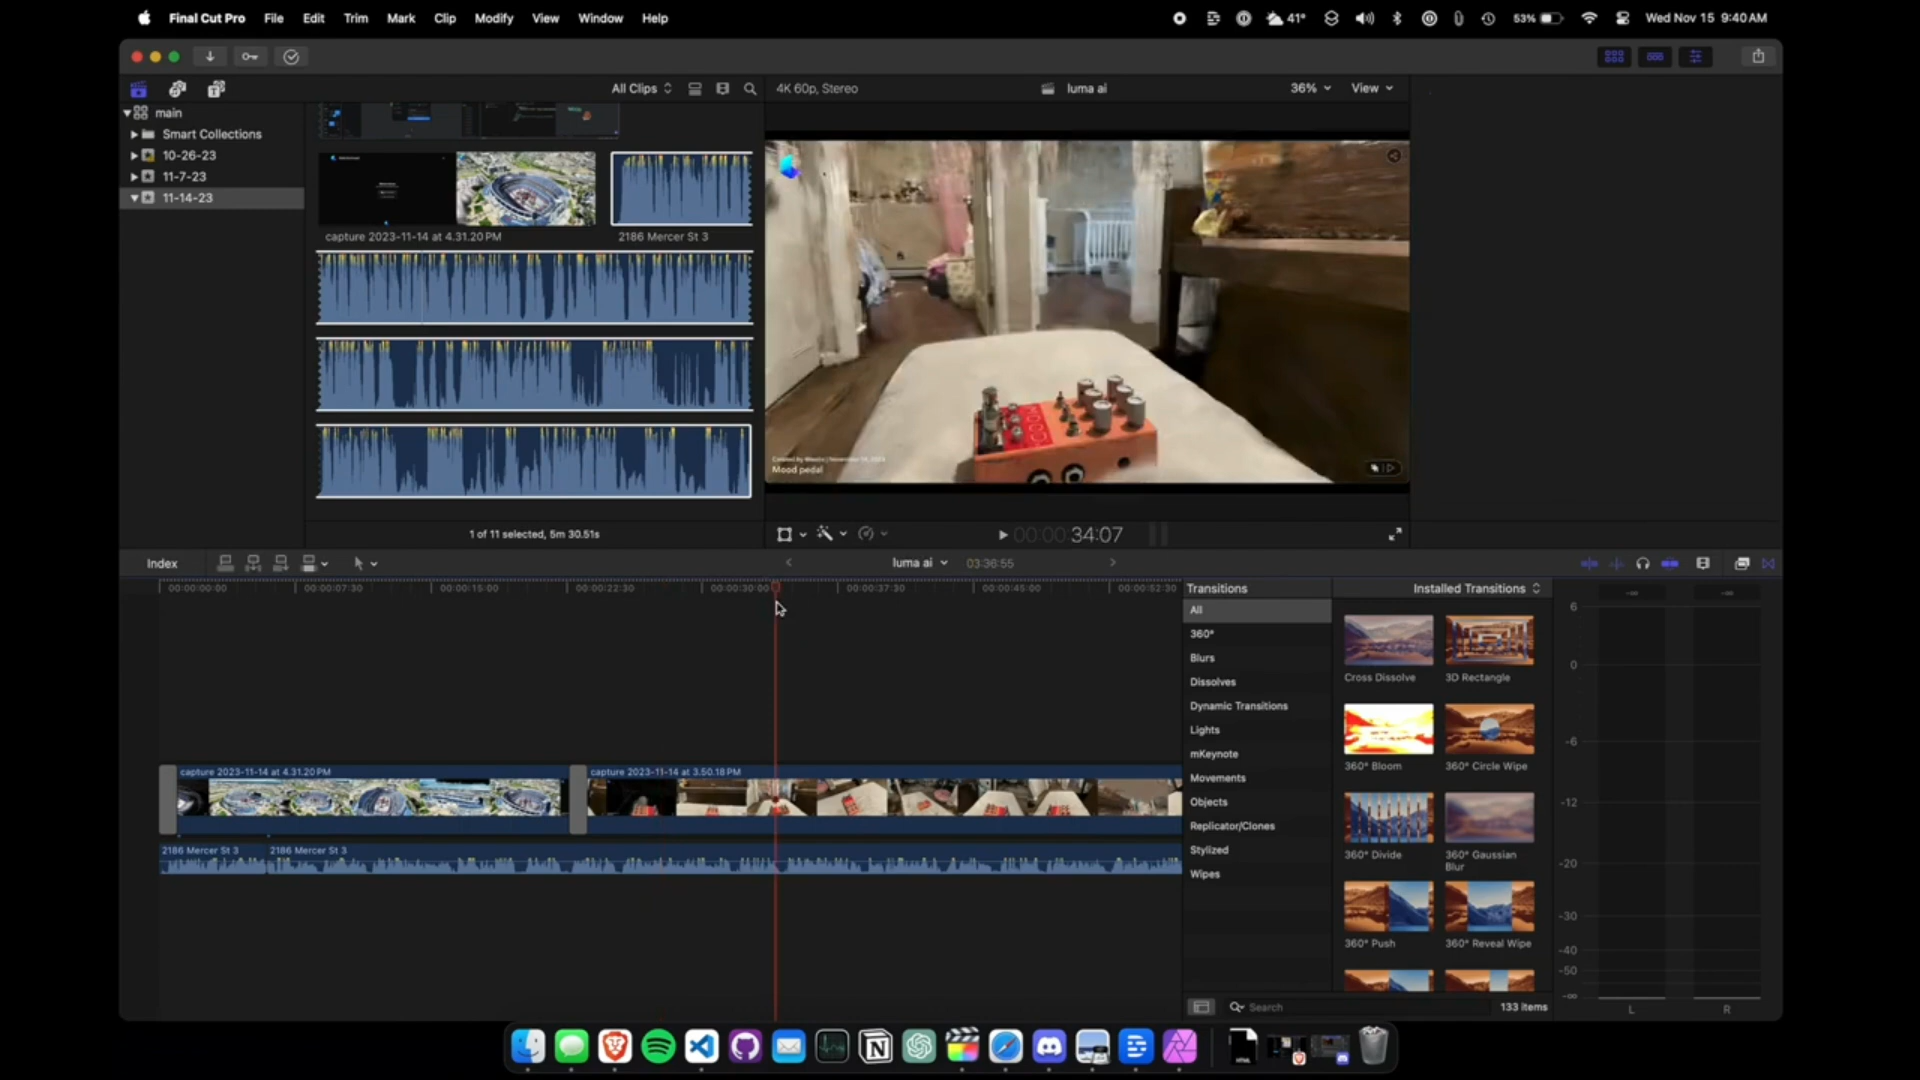 Final Cut Pro File Edit Trim Mark Clip Modify View Window Help
41° 53% Wed Nov 15 9:40 AM
All Clips 4K 60p, Stereo luma ai 36% View
main
Smart Collections
10-26-23
11-7-23
11-14-23
capture 2023-11-14 at 4.31.20 PM 2186 Mercer St 3
MOOD
Mood pedal
1 of 11 selected, 5m 30.51s
00:00:34:07
Index luma ai 03:36:55
00:00:00:00 00:00:07:30 00:00:15:00 00:00:22:30 00:00:30:00 00:00:37:30 00:00:45:00 00:00:52:30
capture 2023-11-14 at 4.31.20 PM capture 2023-11-14 at 3.50.18 PM
2186 Mercer St 3 2186 Mercer St 3
Transitions Installed Transitions
All
360°
Blurs
Dissolves
Dynamic Transitions
Lights
mKeynote
Movements
Objects
Replicator/Clones
Stylized
Wipes
Cross Dissolve 3D Rectangle
360° Bloom 360° Circle Wipe
360° Divide 360° Gaussian
Blur
360° Push 360° Reveal Wipe
Search 133 items
-∞ -∞
6
0
-6
-12
-20
-30
-40
-50
-∞
L R
HTML